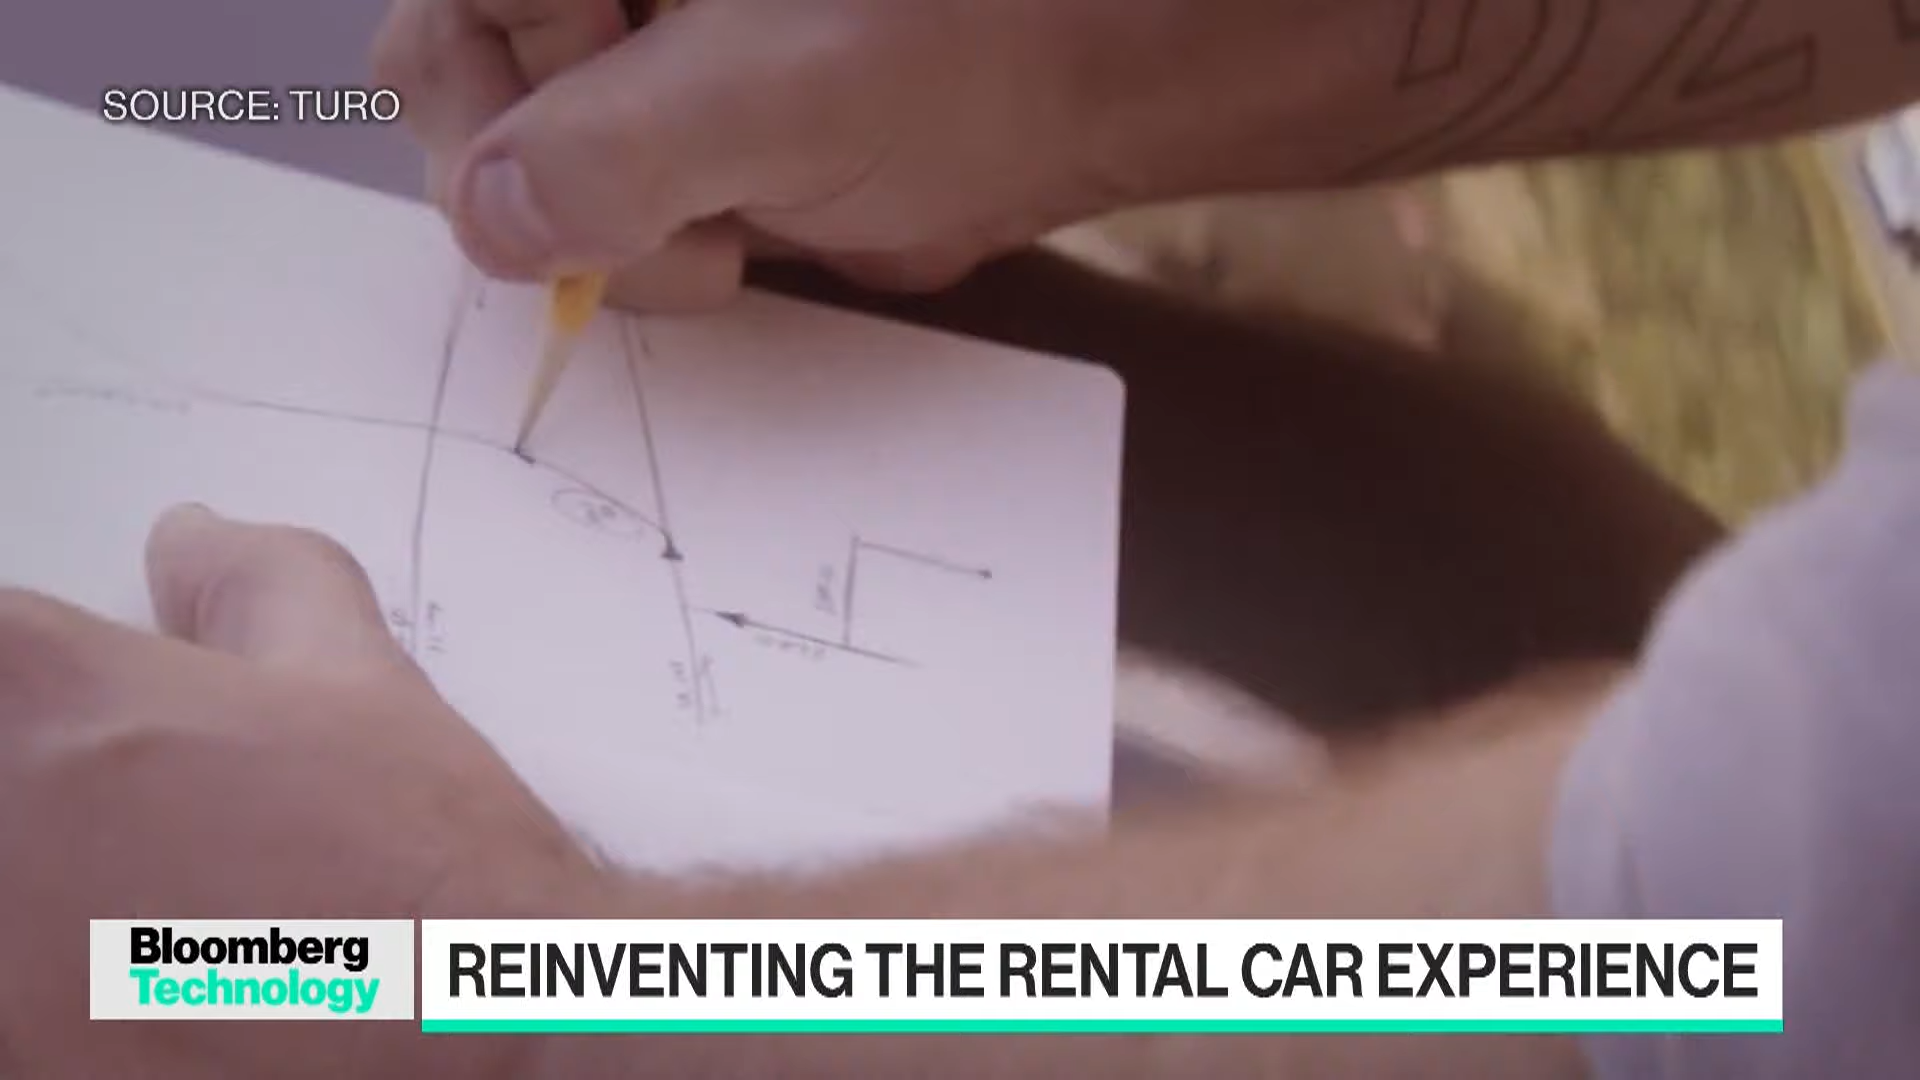 SOURCE: TURO
Bloomberg
Technology
REINVENTING THE RENTAL CAR EXPERIENCE